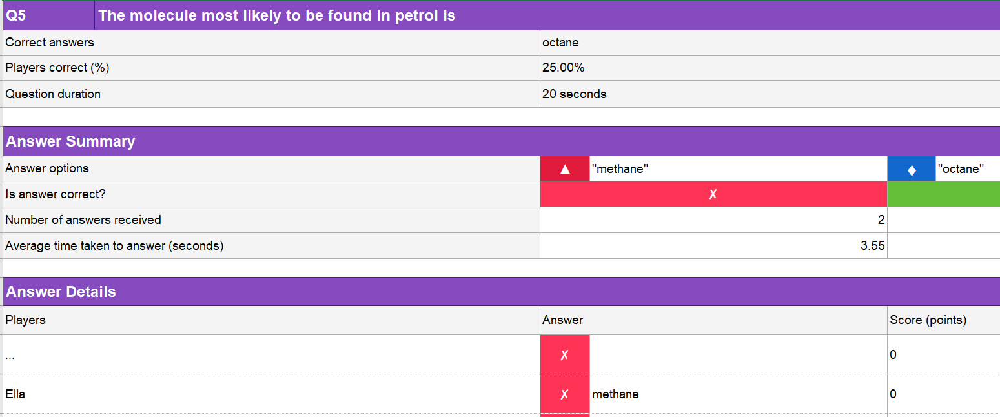 Q5 The molecule most likely to be found in petrol is
Correct answers octane
Players correct (%) 25.00%
Question duration 20 seconds
Answer Summary
Answer options ▲ "methane" ♦ "octane"
Is answer correct? ✗
Number of answers received 2
Average time taken to answer (seconds) 3.55
Answer Details
Players Answer Score (points)
... ✗ 0
Ella ✗ methane 0